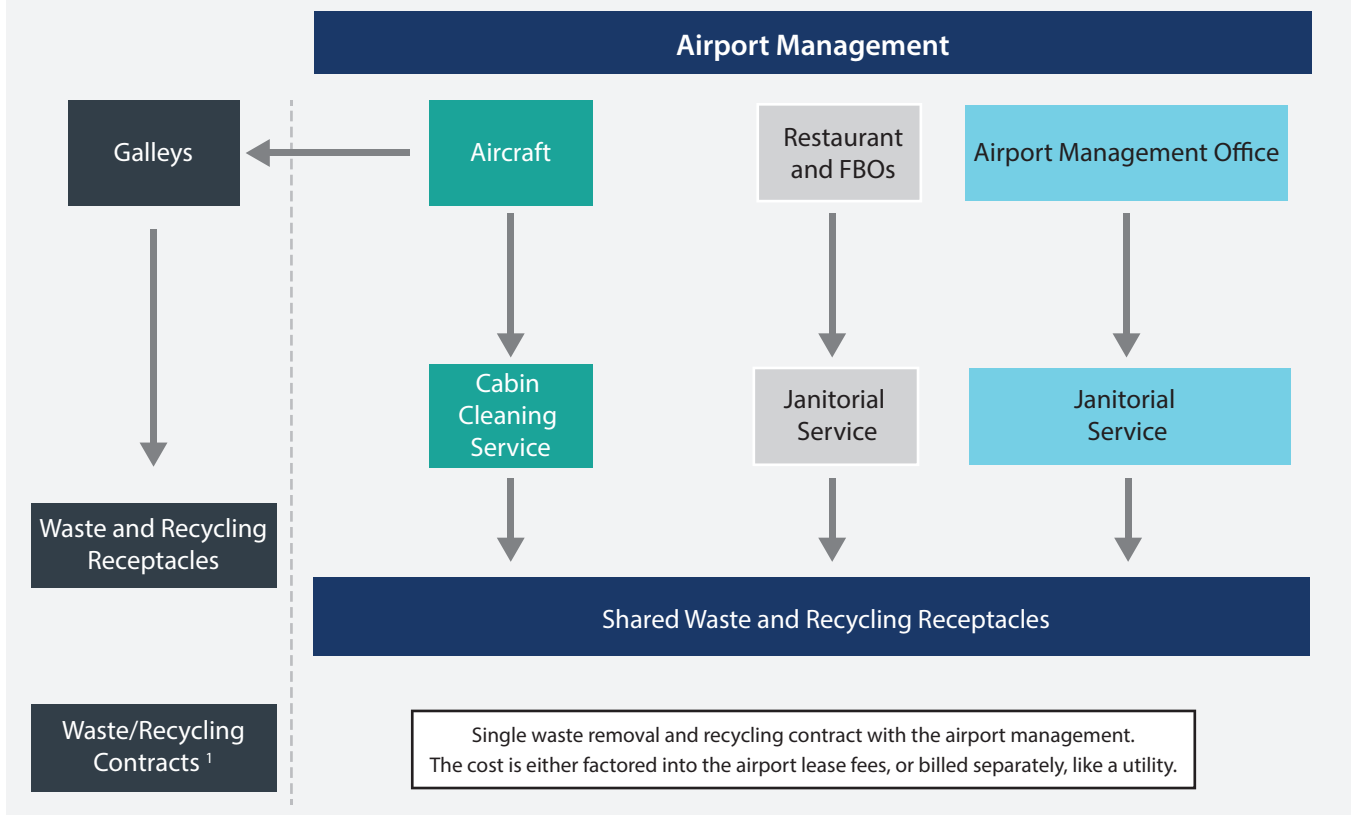 Airport Management
Galleys
Aircraft
Restaurant
and FBOs
Airport Management Office
Cabin
Cleaning
Service
Janitorial
Service
Janitorial
Service
Waste and Recycling
Receptacles
Shared Waste and Recycling Receptacles
Waste/Recycling
Contracts 1
Single waste removal and recycling contract with the airport management.
The cost is either factored into the airport lease fees, or billed separately, like a utility.